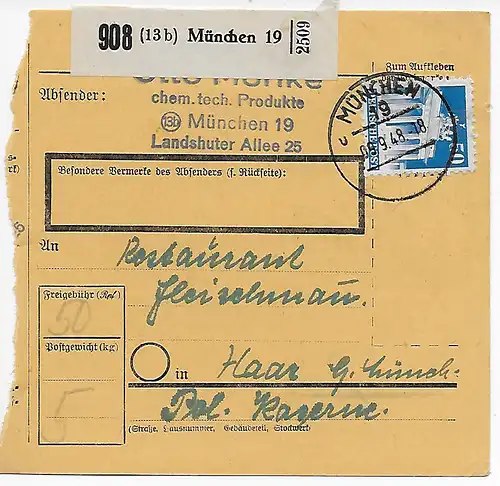 908 (13b) München 19 2509
Zum Aufkleben
Absender:
Otto
chem. tech. Produkte
13b München 19
Landshuter Allee 25
MÜNCHEN
19
.9.48.-18
c
50
Besondere Vermerke des Absenders (s. Rückseite):
An
Restaurant
Fleischmann.
Freigebühr (Rpf)
50
Postgewicht (kg)
5
in Haar b. Münch.
Pol. Kaserne.
(Straße, Hausnummer, Gebäudeteil, Stockwerk)